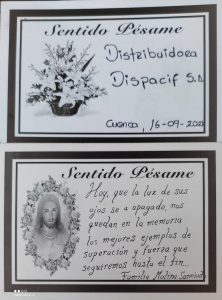 Sentido Pésame
Distribuidora
Dispacif S.A
Cuenca, 16-09-2021
Sentido Pésame
Hoy, que la luz de sus
ojos se a apagado, nos
quedan en la memoria
los mejores ejemplos de
superación y fuerza que
seguiremos hasta el fin...
Familia Molina